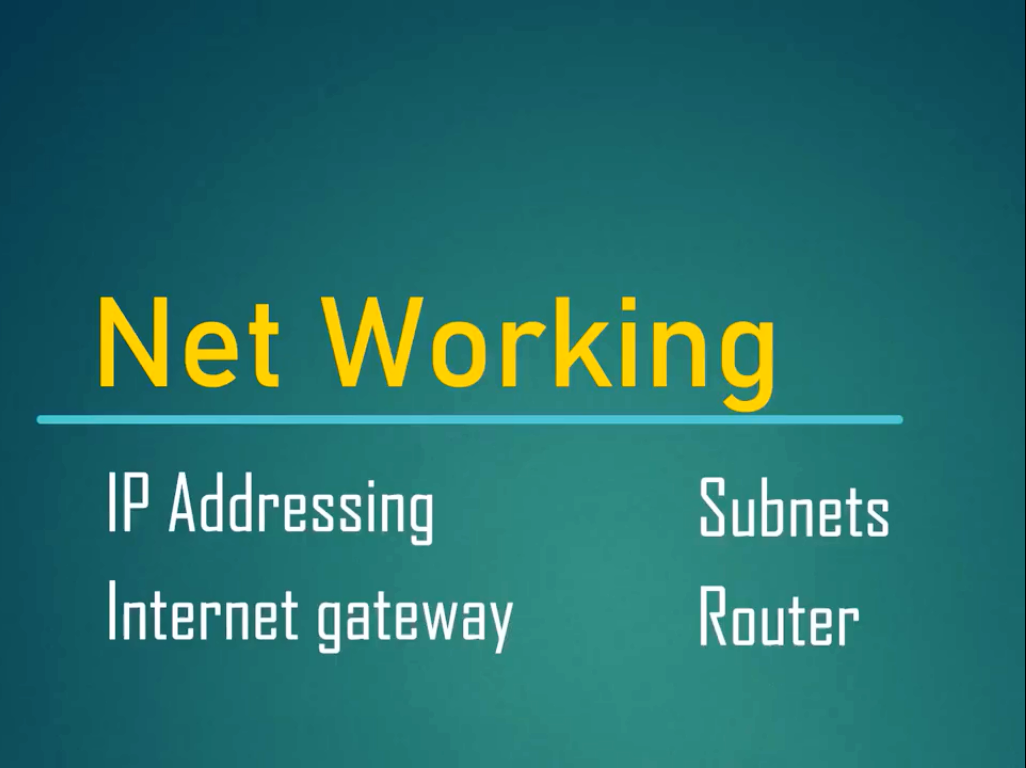 Net Working
IP Addressing
Subnets
Internet gateway
Router